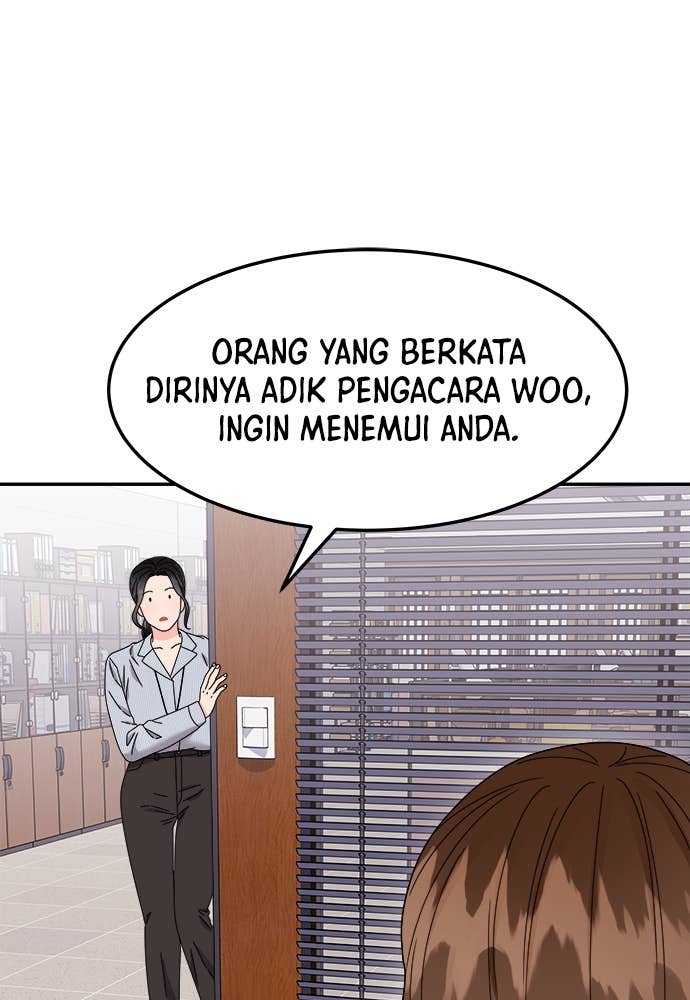 ORANG YANG BERKATA
DIRINYA ADIK PENGACARA WOO,
INGIN MENEMUI ANDA.